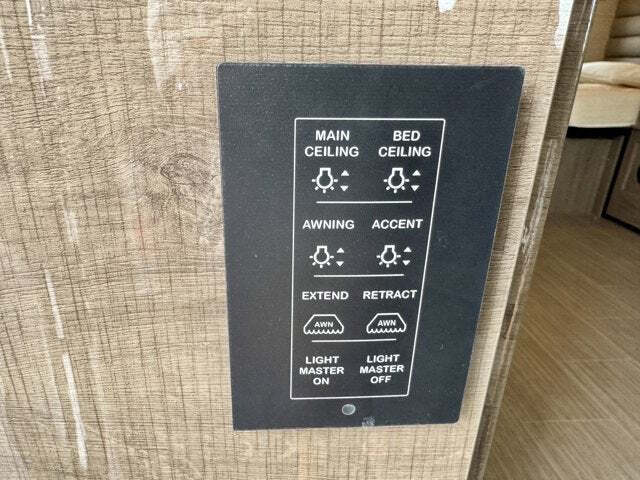 MAIN CEILING BED CEILING
AWNING ACCENT
EXTEND RETRACT
AWN AWN
LIGHT MASTER ON LIGHT MASTER OFF